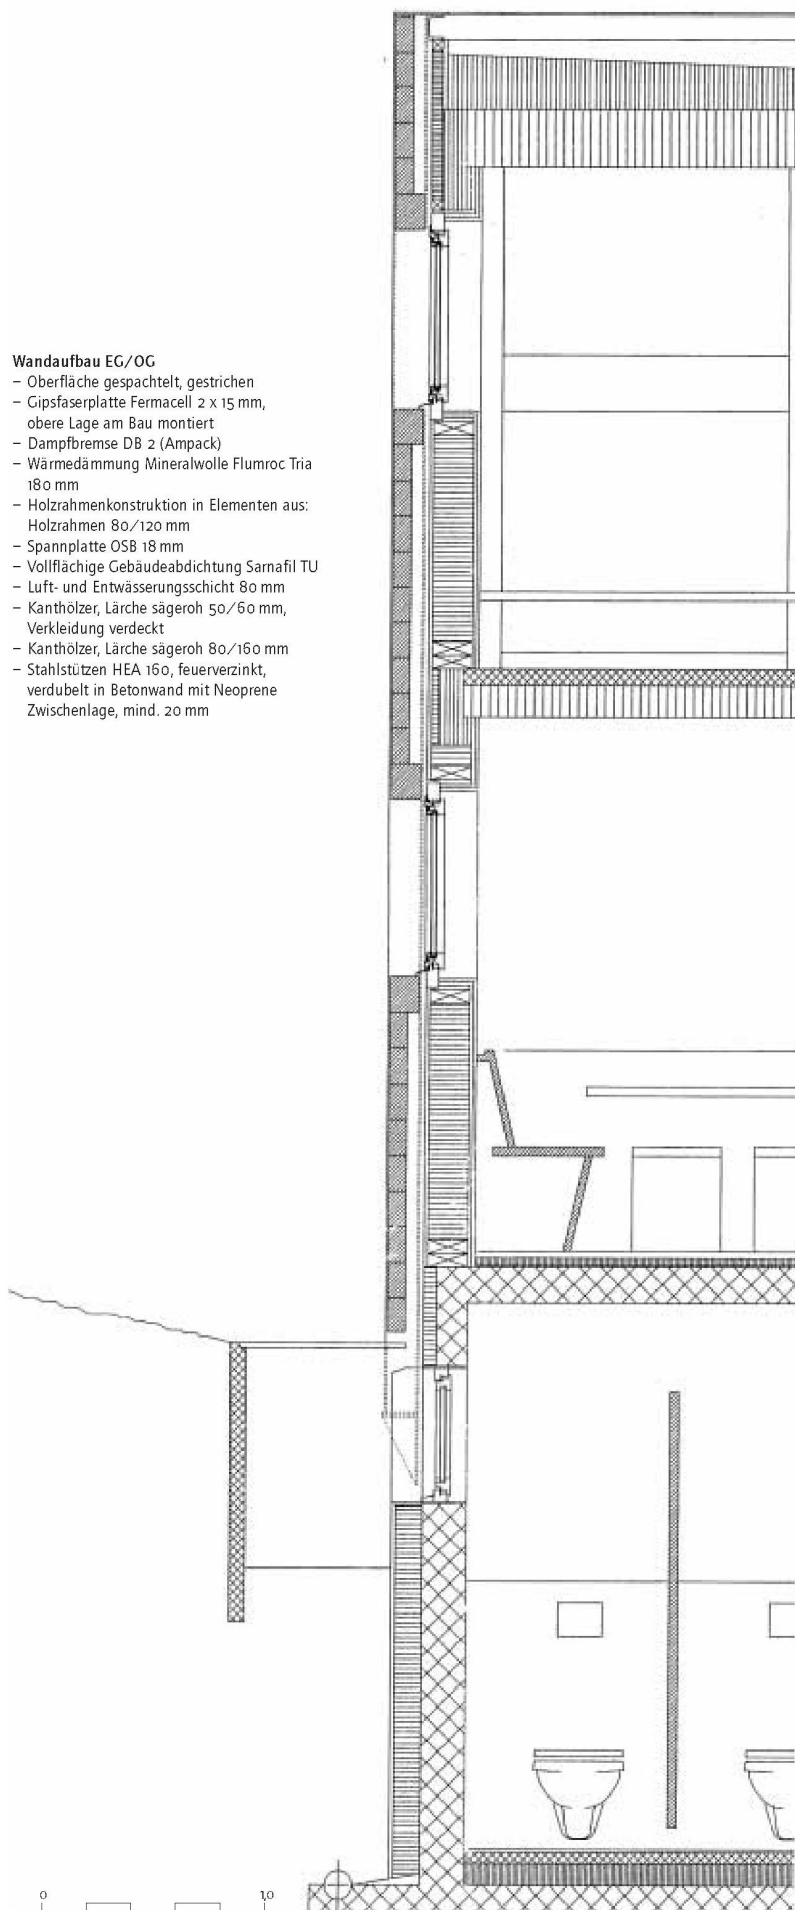 Wandaufbau EG/OG
– Oberfläche gespachtelt, gestrichen
– Gipsfaserplatte Fermacell 2 x 15 mm,
obere Lage am Bau montiert
– Dampfbremse DB 2 (Ampack)
– Wärmedämmung Mineralwolle Flumroc Tria
180 mm
– Holzrahmenkonstruktion in Elementen aus:
Holzrahmen 80/120 mm
– Spannplatte OSB 18 mm
– Vollflächige Gebäudeabdichtung Sarnafil TU
– Luft- und Entwässerungsschicht 80 mm
– Kanthölzer, Lärche sägeroh 50/60 mm,
Verkleidung verdeckt
– Kanthölzer, Lärche sägeroh 80/160 mm
– Stahlstützen HEA 160, feuerverzinkt,
verdubelt in Betonwand mit Neoprene
Zwischenlage, mind. 20 mm
0 1,0